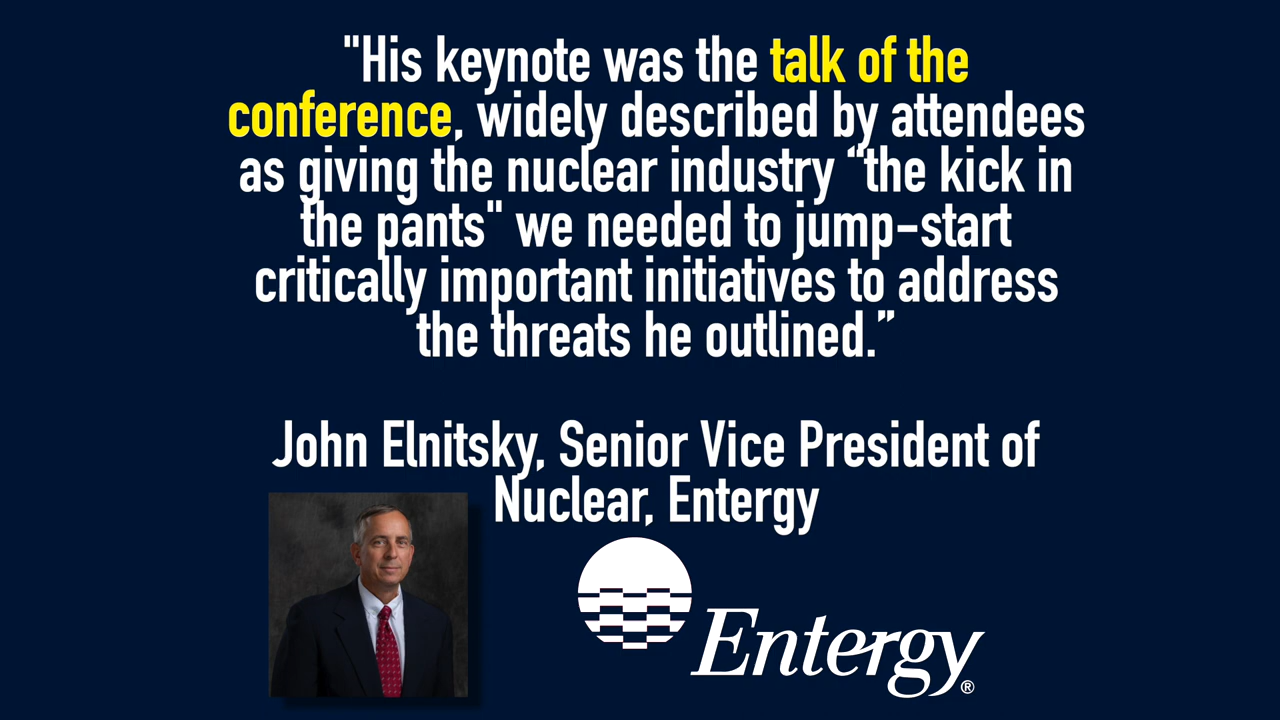 "His keynote was the talk of the
conference, widely described by attendees
as giving the nuclear industry “the kick in
the pants" we needed to jump-start
critically important initiatives to address
the threats he outlined.”
John Elnitsky, Senior Vice President of
Nuclear, Entergy
Entergy®